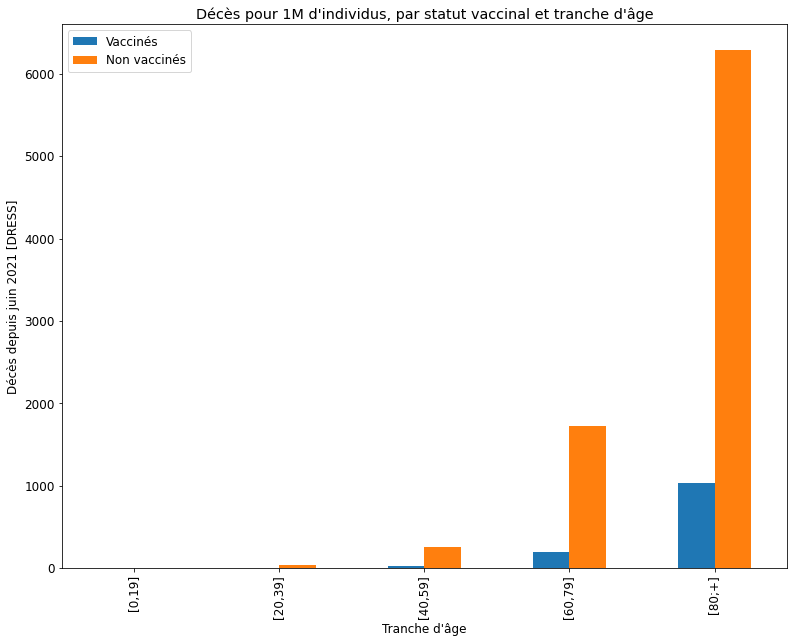 Décès pour 1M d'individus, par statut vaccinal et tranche d'âge
Vaccinés
Non vaccinés
Décès depuis juin 2021 [DRESS]
6000
5000
4000
3000
2000
1000
0
[0,19]
[20,39]
[40,59]
[60,79]
[80;+]
Tranche d'âge